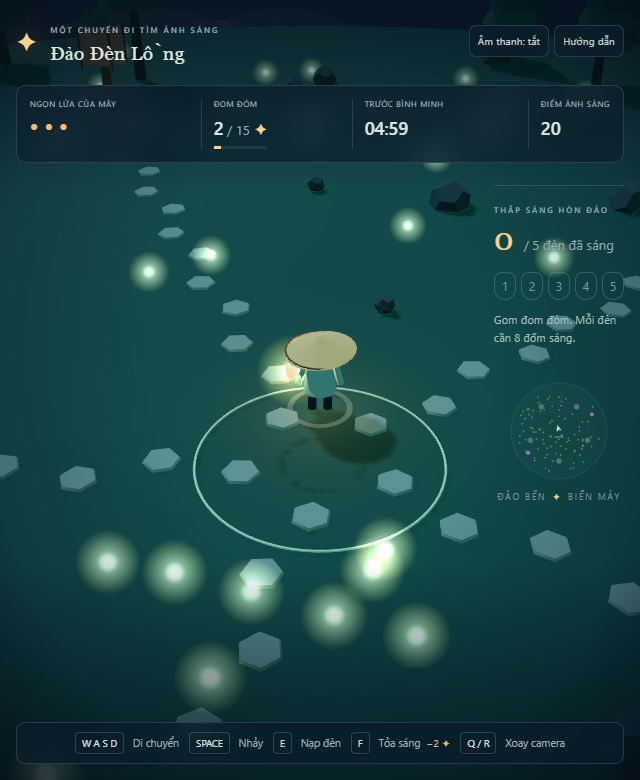 MỘT CHUYẾN ĐI TÌM ÁNH SÁNG
Đảo Đèn Lồng
Âm thanh: tắt
Hướng dẫn
NGỌN LỬA CỦA MÂY
ĐOM ĐÓM
2 / 15
TRƯỚC BÌNH MINH
04:59
ĐIỂM ÁNH SÁNG
20
THẮP SÁNG HÒN ĐẢO
0 / 5 đèn đã sáng
1 2 3 4 5
Gom đom đóm. Mỗi đèn
cần 8 đốm sáng.
ĐẢO BẾN ✦ BIỂN MÂY
W A S D Di chuyển SPACE Nhảy E Nạp đèn F Tỏa sáng −2 ✦ Q / R Xoay camera